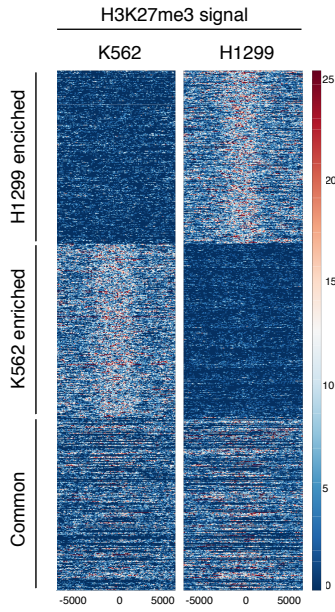 H3K27me3 signal
K562 H1299
H1299 enciched
K562 enriched
Common
25
20
15
10
5
0
-5000 0 5000 -5000 0 5000